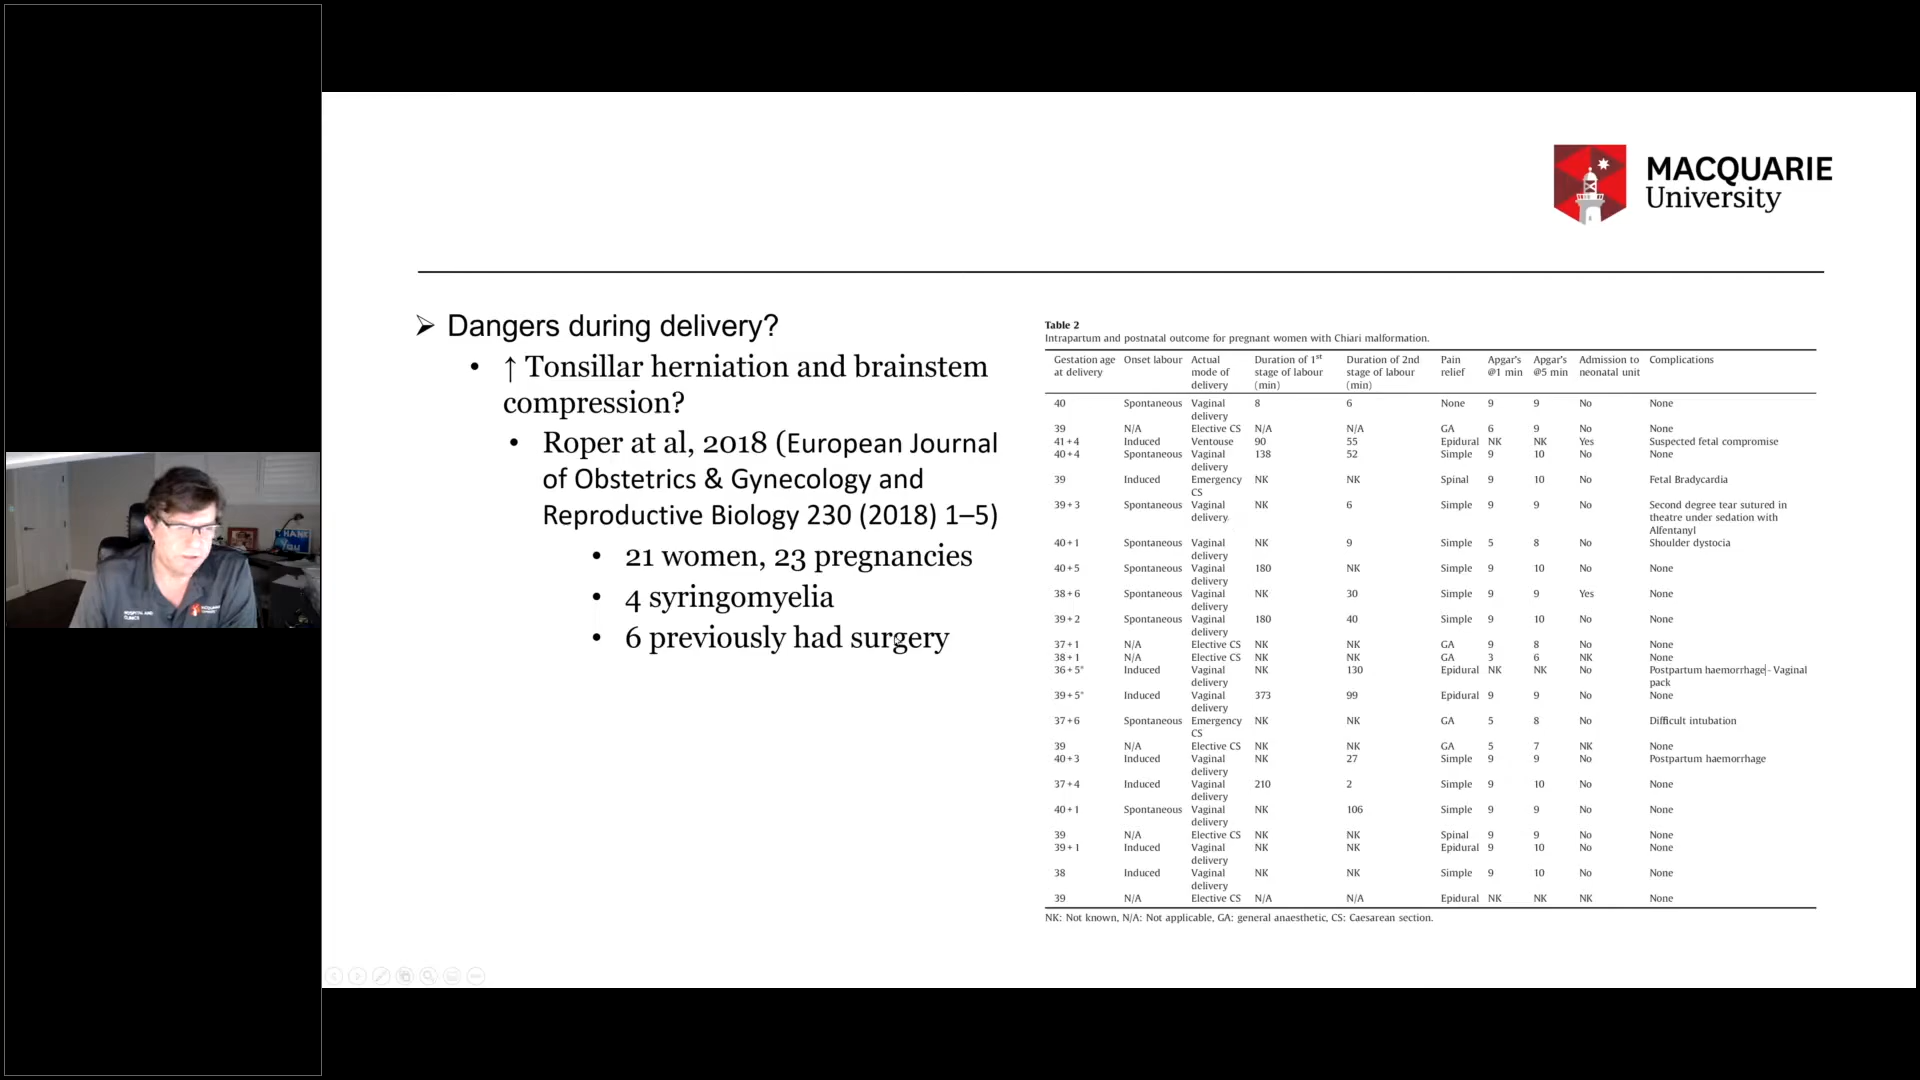 MACQUARIE
University
➢ Dangers during delivery?
• ↑ Tonsillar herniation and brainstem
compression?
• Roper at al, 2018 (European Journal
of Obstetrics & Gynecology and
Reproductive Biology 230 (2018) 1–5)
• 21 women, 23 pregnancies
• 4 syringomyelia
• 6 previously had surgery
Table 2
Intrapartum and postnatal outcome for pregnant women with Chiari malformation.
Gestation age at delivery Onset labour Actual mode of delivery Duration of 1st stage of labour (min) Duration of 2nd stage of labour (min) Pain relief Apgar's @1 min Apgar's @5 min Admission to neonatal unit Complications
40 Spontaneous Vaginal delivery 8 6 None 9 9 No None
39 N/A Elective CS N/A N/A GA 6 9 No None
41+4 Induced Ventouse 90 55 Epidural NK NK Yes Suspected fetal compromise
40+4 Spontaneous Vaginal delivery 138 52 Simple 9 10 No None
39 Induced Emergency CS NK NK Spinal 9 10 No Fetal Bradycardia
39+3 Spontaneous Vaginal delivery NK 6 Simple 9 9 No Second degree tear sutured in theatre under sedation with Alfentanyl
40+1 Spontaneous Vaginal delivery NK 9 Simple 5 8 No Shoulder dystocia
40+5 Spontaneous Vaginal delivery 180 NK Simple 9 10 No None
38+6 Spontaneous Vaginal delivery NK 30 Simple 9 9 Yes None
39+2 Spontaneous Vaginal delivery 180 40 Simple 9 10 No None
37+1 N/A Elective CS NK NK GA 9 8 No None
38+1 N/A Elective CS NK NK GA 3 6 NK None
36+5* Induced Vaginal delivery NK 130 Epidural NK NK No Postpartum haemorrhage - Vaginal pack
39+5* Induced Vaginal delivery 373 99 Epidural 9 9 No None
37+6 Spontaneous Emergency CS NK NK GA 5 8 No Difficult intubation
39 N/A Elective CS NK NK GA 5 7 NK None
40+3 Induced Vaginal delivery NK 27 Simple 9 9 No Postpartum haemorrhage
37+4 Induced Vaginal delivery 210 2 Simple 9 10 No None
40+1 Spontaneous Vaginal delivery NK 106 Simple 9 9 No None
39 N/A Elective CS NK NK Spinal 9 9 No None
39+1 Induced Vaginal delivery NK NK Epidural 9 10 No None
38 Induced Vaginal delivery NK NK Simple 9 10 No None
39 N/A Elective CS N/A N/A Epidural NK NK NK None
NK: Not known, N/A: Not applicable, GA: general anaesthetic, CS: Caesarean section.